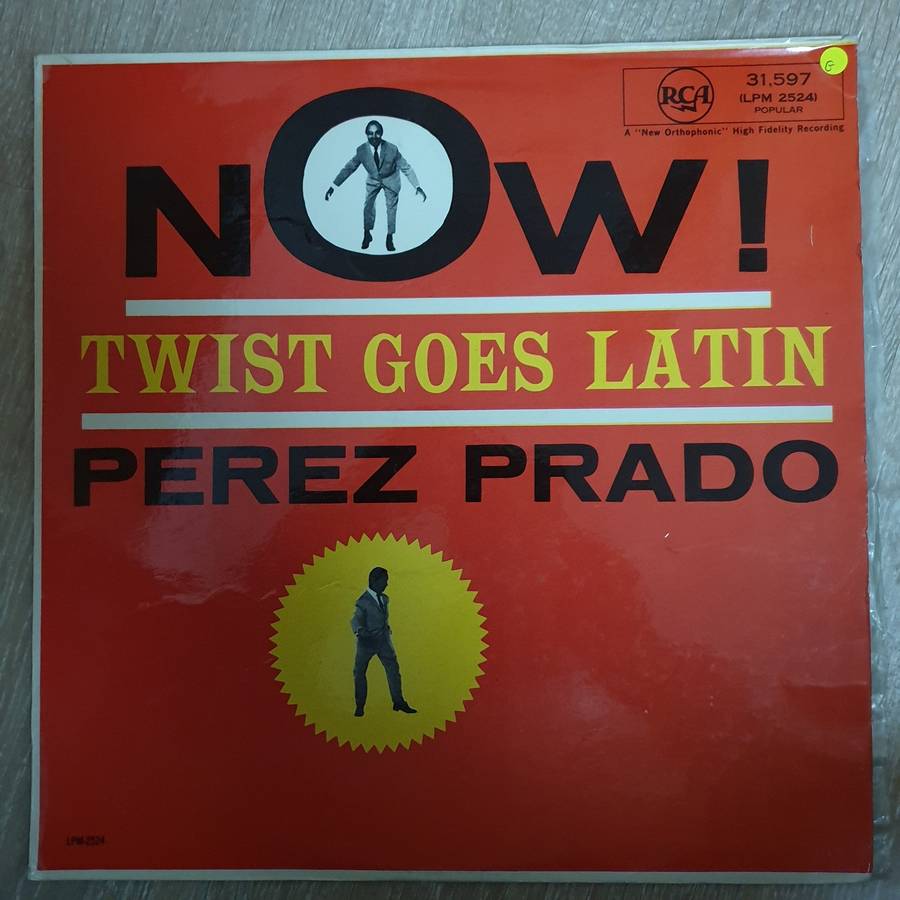 G
RCA
31,597
(LPM 2524)
POPULAR
A "New Orthophonic" High Fidelity Recording
NOW!
TWIST GOES LATIN
PEREZ PRADO
LPM-2524